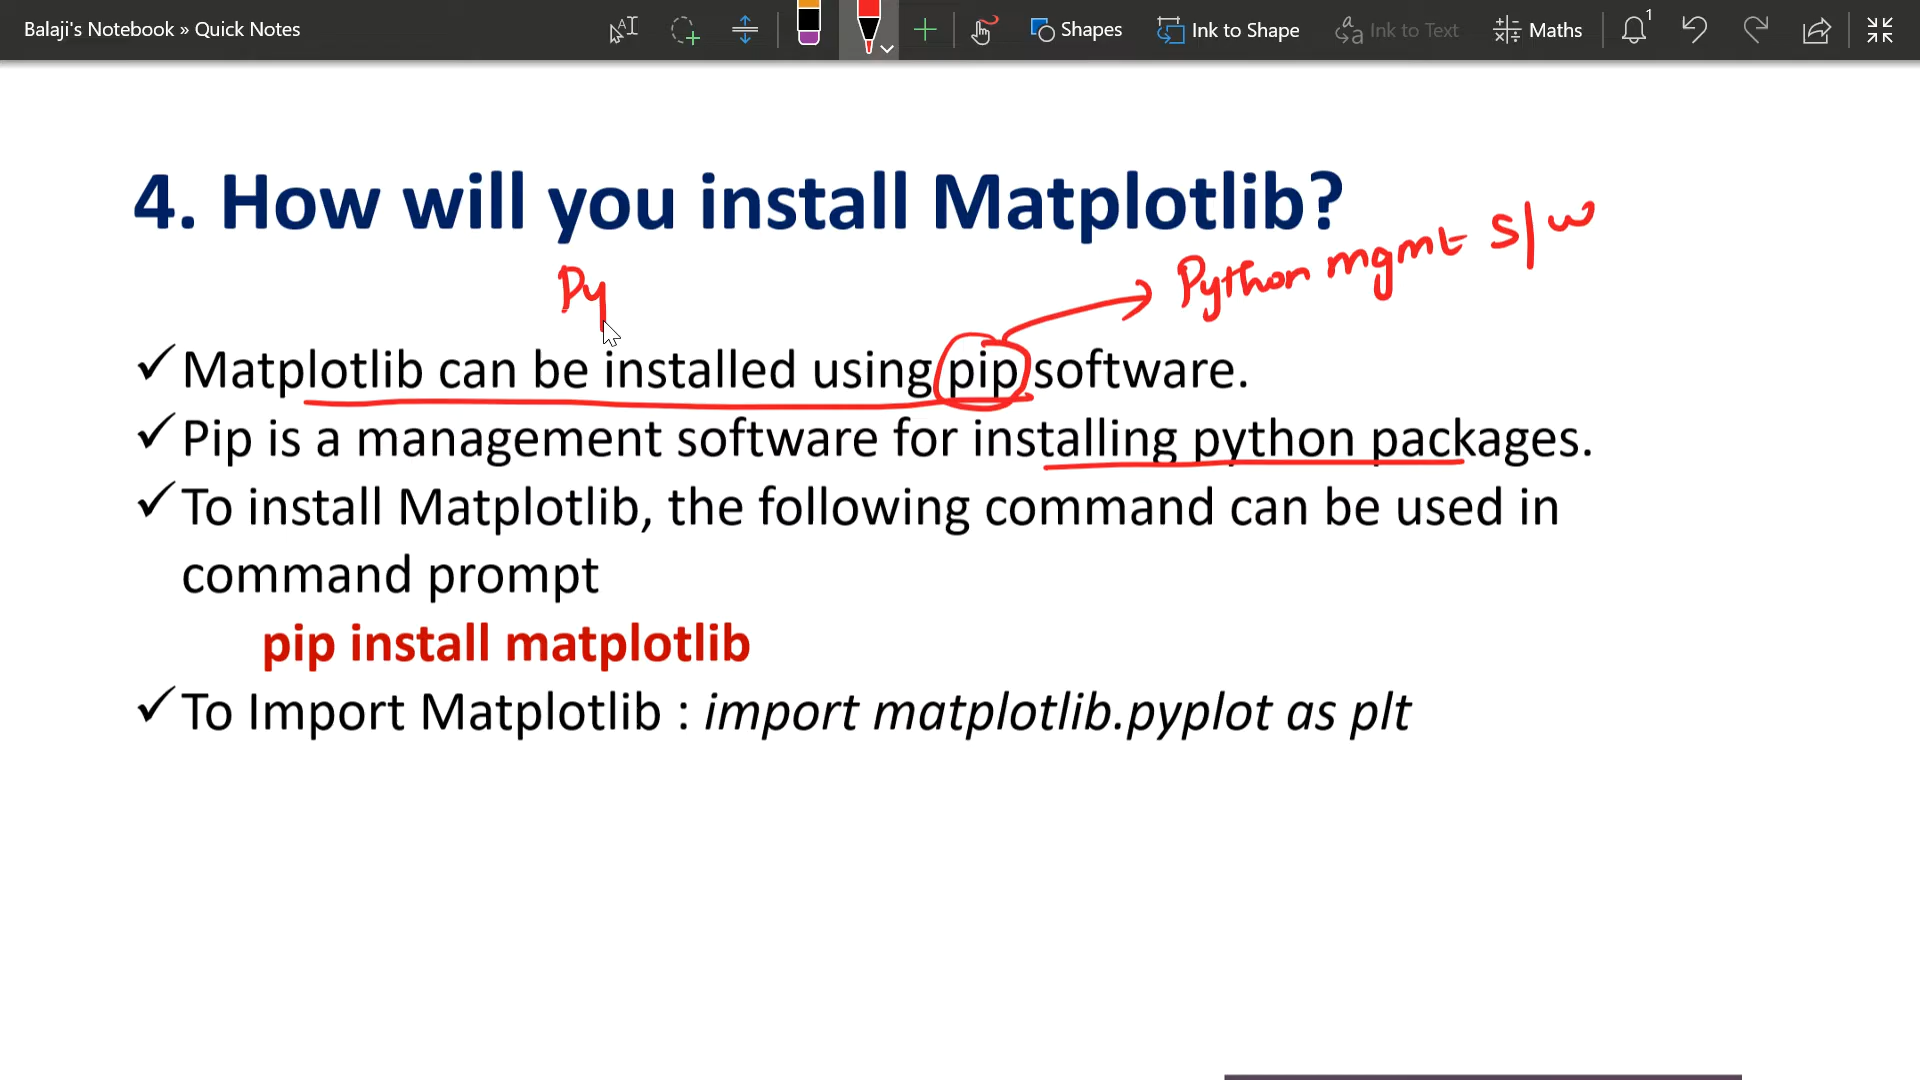 Balaji's Notebook » Quick Notes
Shapes
Ink to Shape
Ink to Text
Maths
1
4. How will you install Matplotlib?
Python mgmt s/w
Py
✓ Matplotlib can be installed using pip software.
✓ Pip is a management software for installing python packages.
✓ To install Matplotlib, the following command can be used in
command prompt
pip install matplotlib
✓ To Import Matplotlib : import matplotlib.pyplot as plt